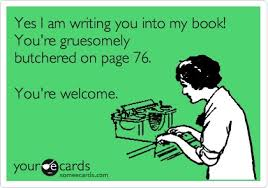 Yes I am writing you into my book!
You're gruesomely
butchered on page 76.
You're welcome.
your ecards
someecards.com